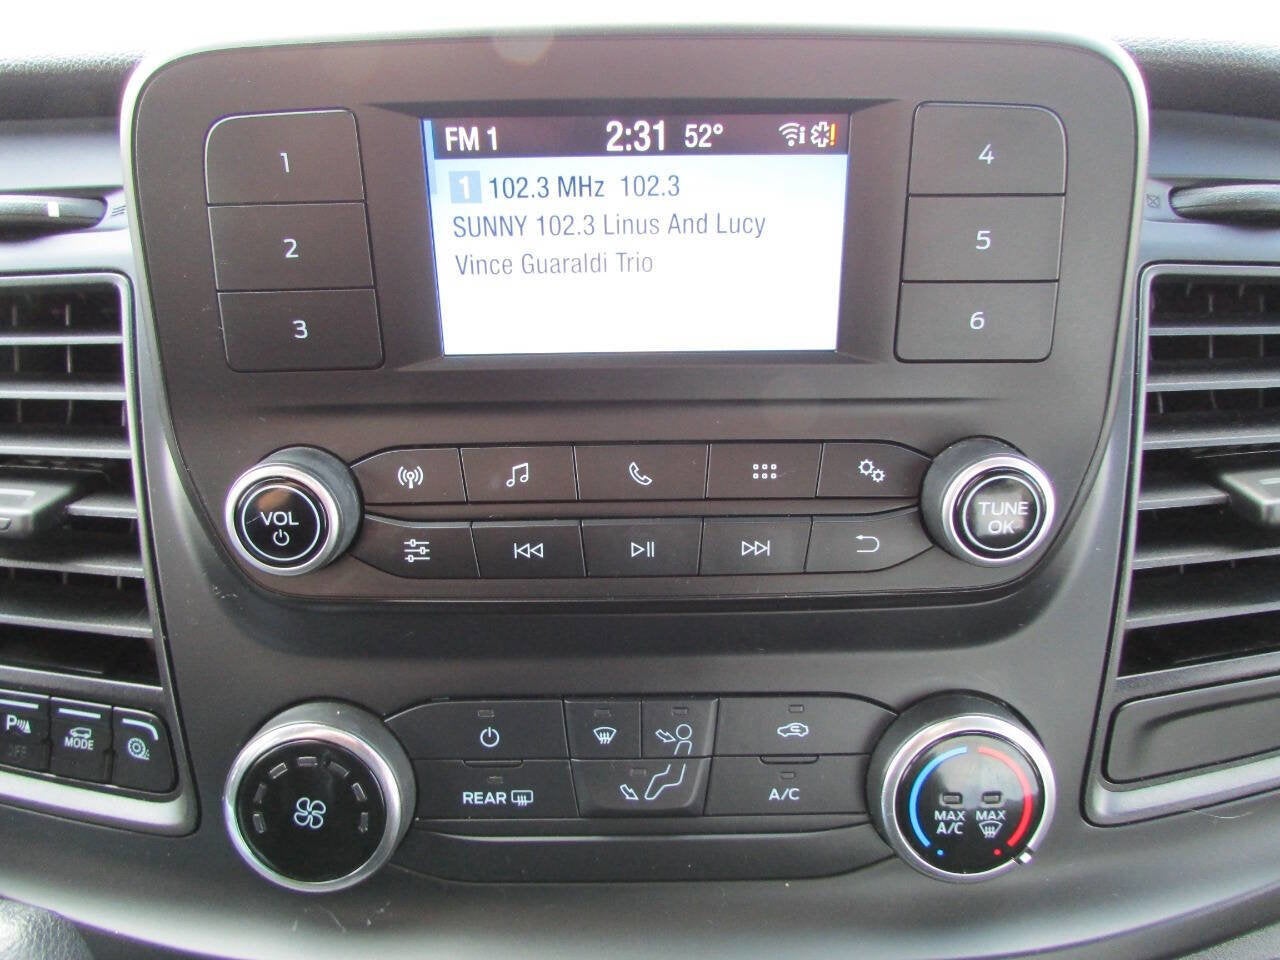 FM 1 2:31 52°
1 102.3 MHz 102.3
SUNNY 102.3 Linus And Lucy
Vince Guaraldi Trio
1
2
3
4
5
6
VOL
TUNE
OK
P
OFF
MODE
REAR
A/C
MAX
A/C
MAX